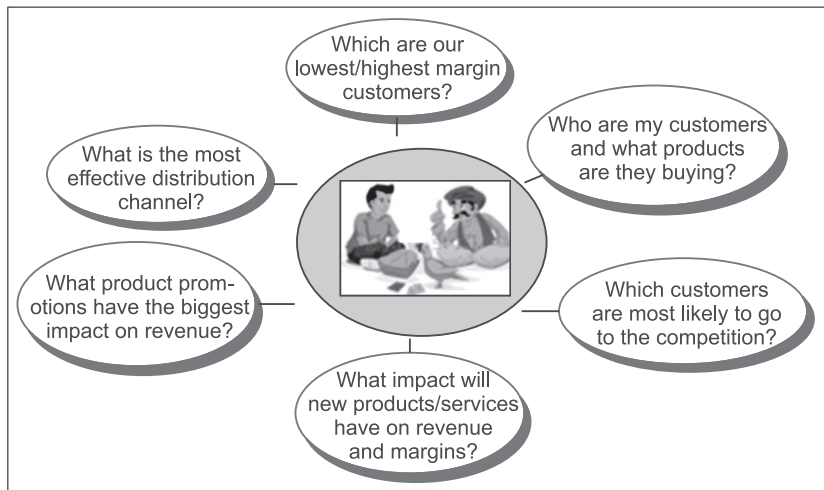 Which are our
lowest/highest margin
customers?
Who are my customers
and what products
are they buying?
What is the most
effective distribution
channel?
What product prom-
otions have the biggest
impact on revenue?
Which customers
are most likely to go
to the competition?
What impact will
new products/services
have on revenue
and margins?